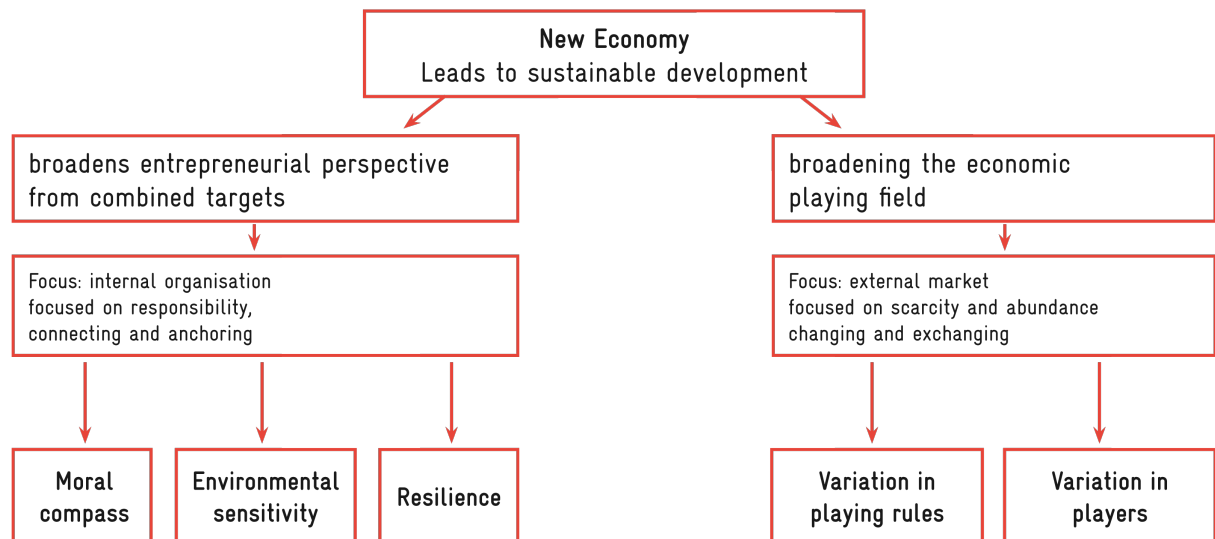 New Economy
Leads to sustainable development
broadens entrepreneurial perspective
from combined targets
broadening the economic
playing field
Focus: internal organisation
focused on responsibility,
connecting and anchoring
Focus: external market
focused on scarcity and abundance
changing and exchanging
Moral
compass
Environmental
sensitivity
Resilience
Variation in
playing rules
Variation in
players